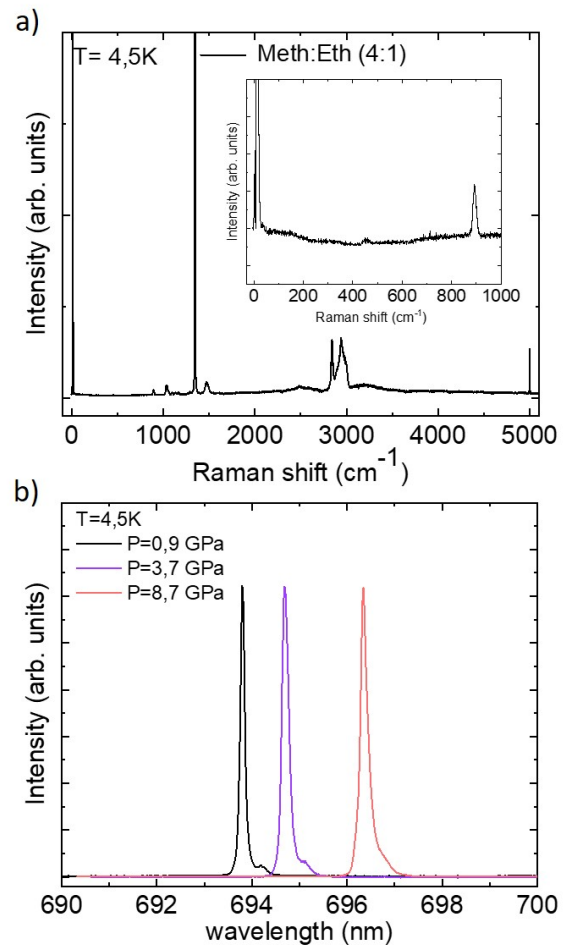 a)
T= 4,5K
Meth:Eth (4:1)
Intensity (arb. units)
0 200 400 600 800 1000
Raman shift (cm-1)
Intensity (arb. units)
0 1000 2000 3000 4000 5000
Raman shift (cm-1)
b)
T=4,5K
P=0,9 GPa
P=3,7 GPa
P=8,7 GPa
Intensity (arb. units)
690 692 694 696 698 700
wavelength (nm)